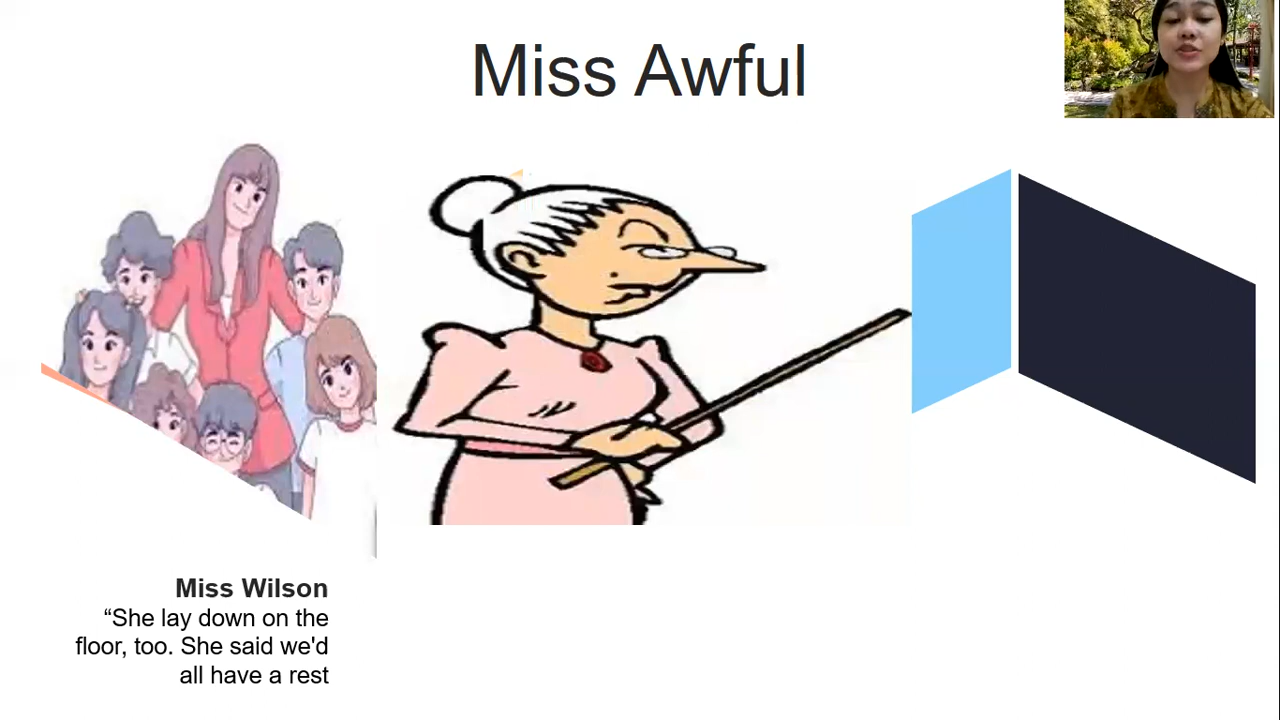 Miss Awful
Miss Wilson
“She lay down on the
floor, too. She said we'd
all have a rest